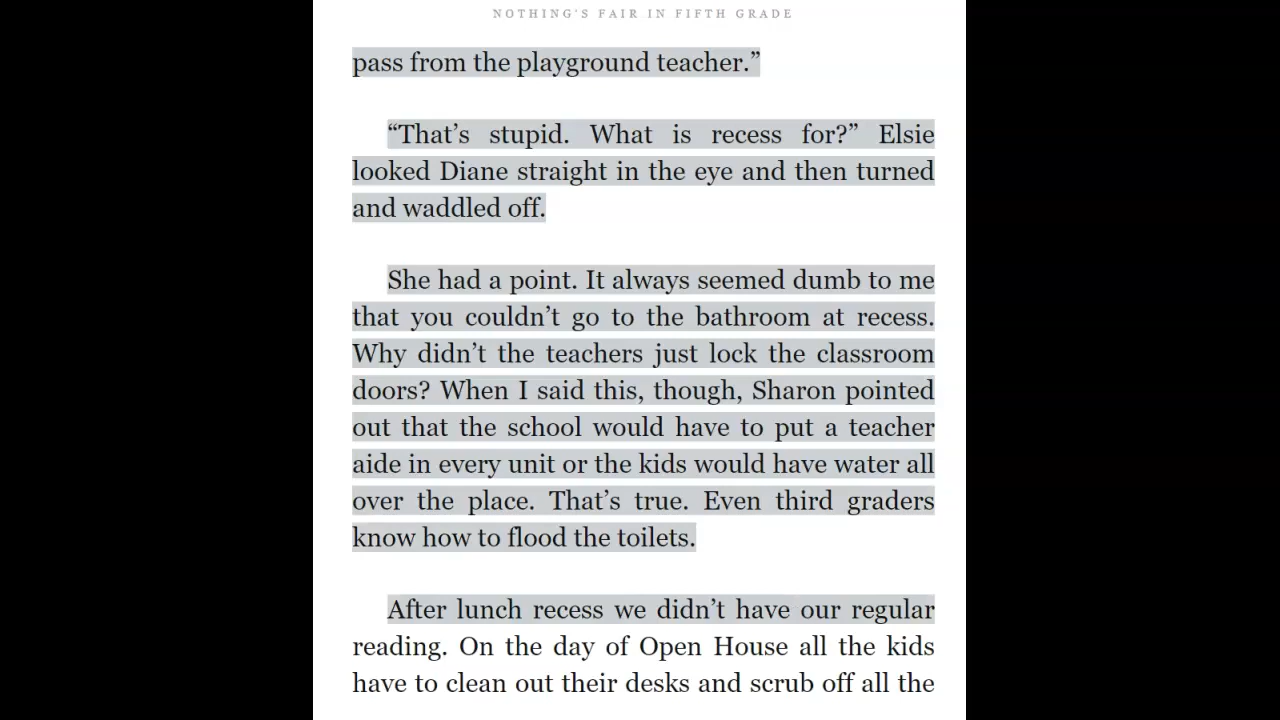 NOTHING'S FAIR IN FIFTH GRADE
pass from the playground teacher.”
“That’s stupid. What is recess for?” Elsie
looked Diane straight in the eye and then turned
and waddled off.
She had a point. It always seemed dumb to me
that you couldn’t go to the bathroom at recess.
Why didn’t the teachers just lock the classroom
doors? When I said this, though, Sharon pointed
out that the school would have to put a teacher
aide in every unit or the kids would have water all
over the place. That’s true. Even third graders
know how to flood the toilets.
After lunch recess we didn’t have our regular
reading. On the day of Open House all the kids
have to clean out their desks and scrub off all the